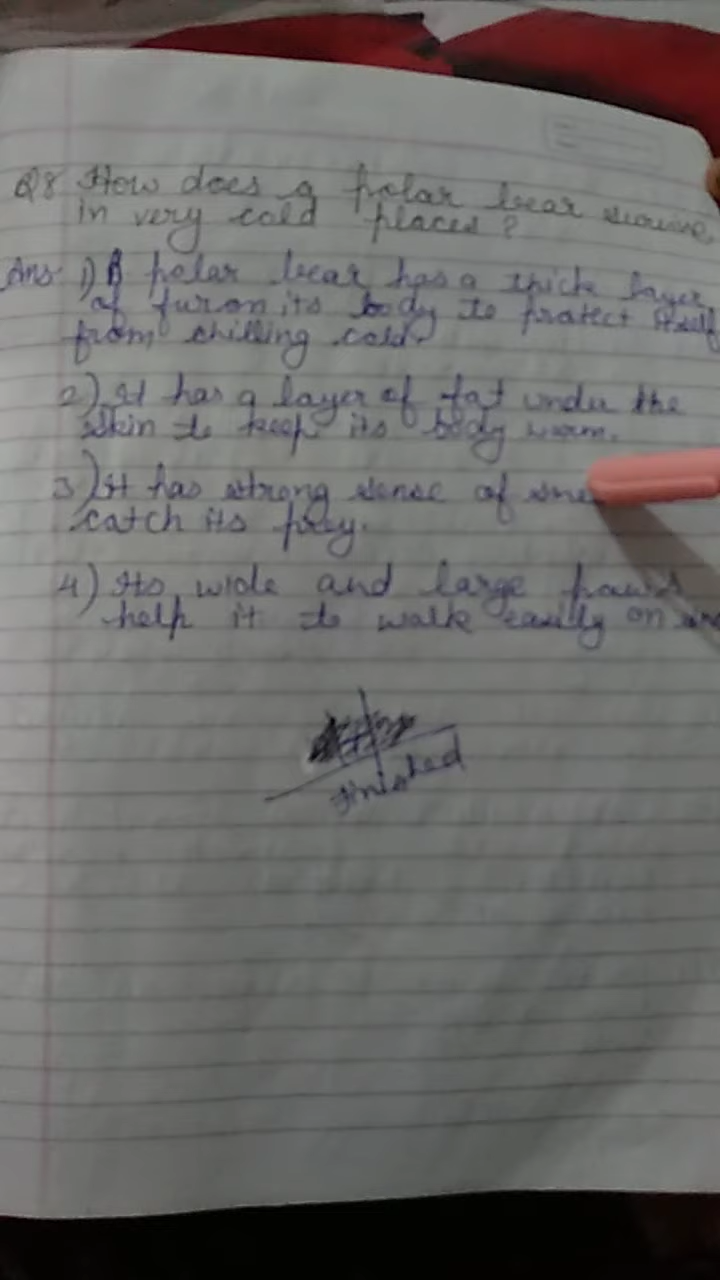 Q8 How does a polar bear survive
in very cold places?
Ans 1) A polar bear has a thick layer
of fur on its body to protect itself
from chilling cold.
2) It has a layer of fat under the
skin to keep its body warm.
3) It has strong sense of
catch its prey.
4) Its wide and large paws
help it to walk easily on
Finished